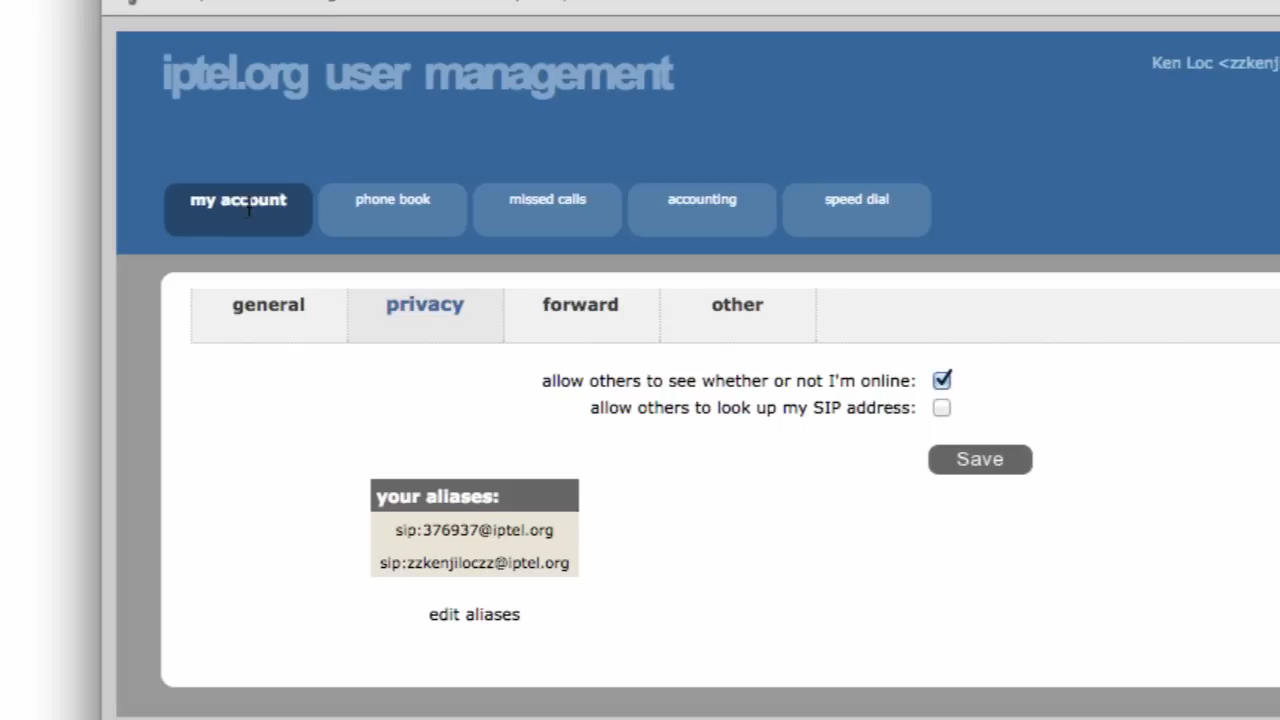 iptel.org user management
Ken Loc <zzkenj
my account phone book missed calls accounting speed dial
general privacy forward other
allow others to see whether or not I'm online:
allow others to look up my SIP address:
Save
your aliases:
sip:376937@iptel.org
sip:zzkenjiloczz@iptel.org
edit aliases